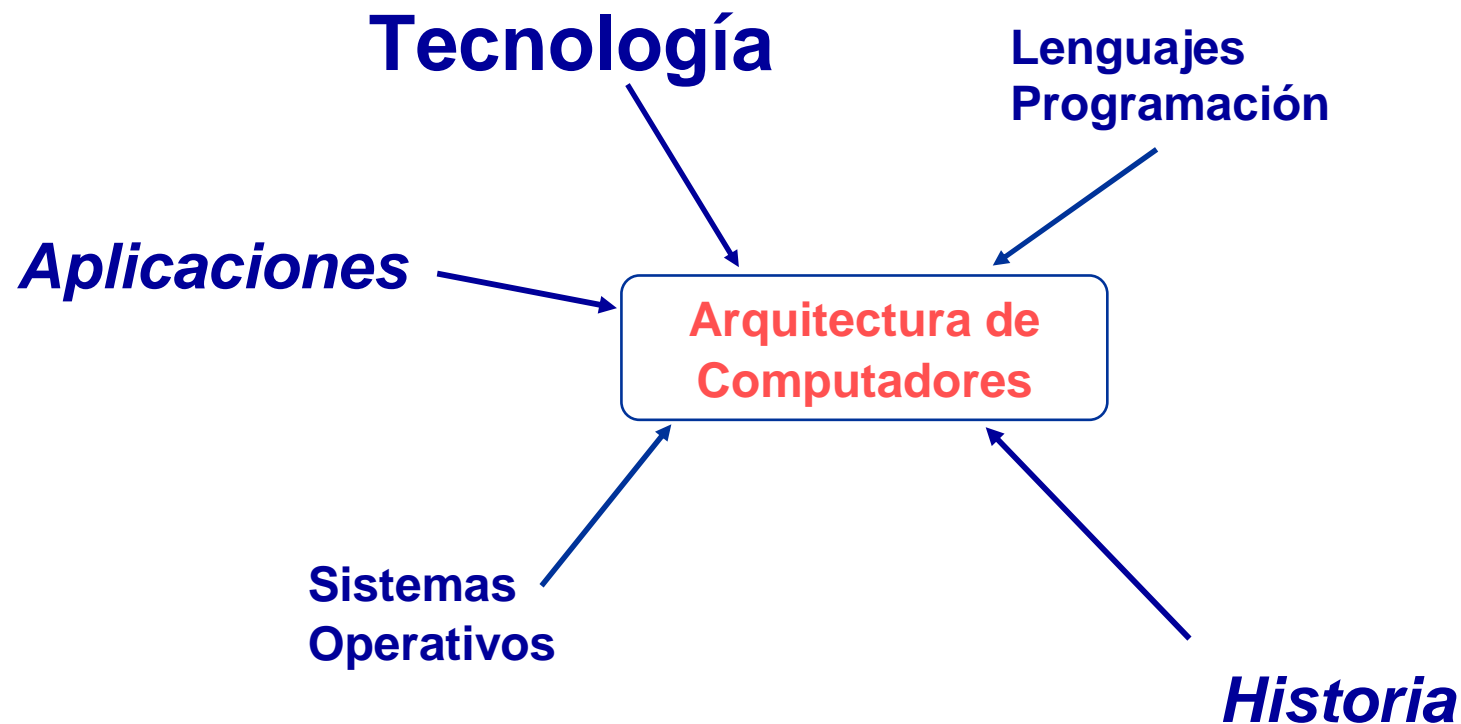 Tecnología
Lenguajes
Programación
Aplicaciones
Arquitectura de
Computadores
Sistemas
Operativos
Historia